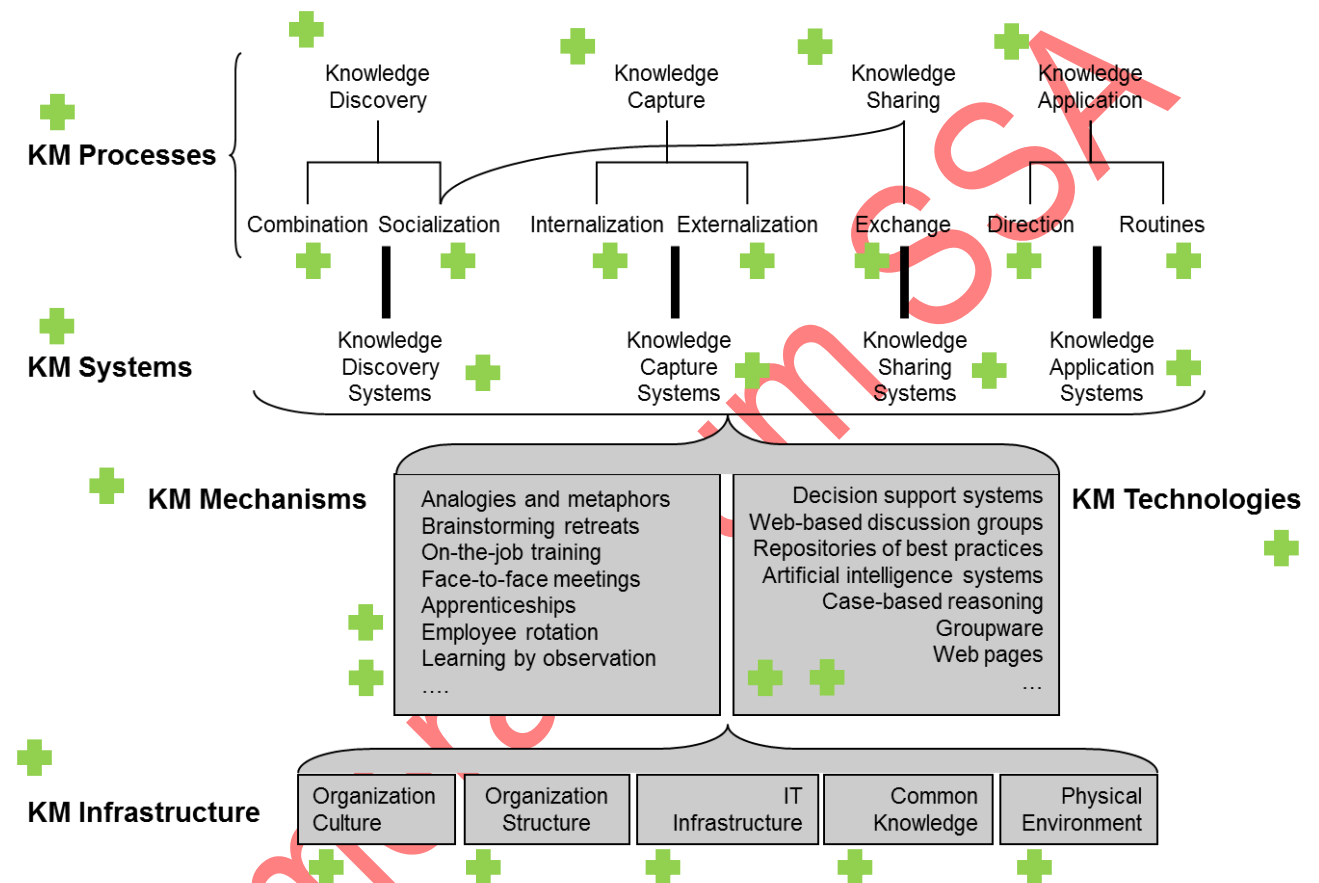 Knowledge
Discovery
Knowledge
Capture
Knowledge
Sharing
Knowledge
Application
KM Processes
Combination
Socialization
Internalization
Externalization
Exchange
Direction
Routines
KM Systems
Knowledge
Discovery
Systems
Knowledge
Capture
Systems
Knowledge
Sharing
Systems
Knowledge
Application
Systems
KM Mechanisms
Analogies and metaphors
Brainstorming retreats
On-the-job training
Face-to-face meetings
Apprenticeships
Employee rotation
Learning by observation
….
Decision support systems
Web-based discussion groups
Repositories of best practices
Artificial intelligence systems
Case-based reasoning
Groupware
Web pages
…
KM Technologies
KM Infrastructure
Organization
Culture
Organization
Structure
IT
Infrastructure
Common
Knowledge
Physical
Environment
SSA